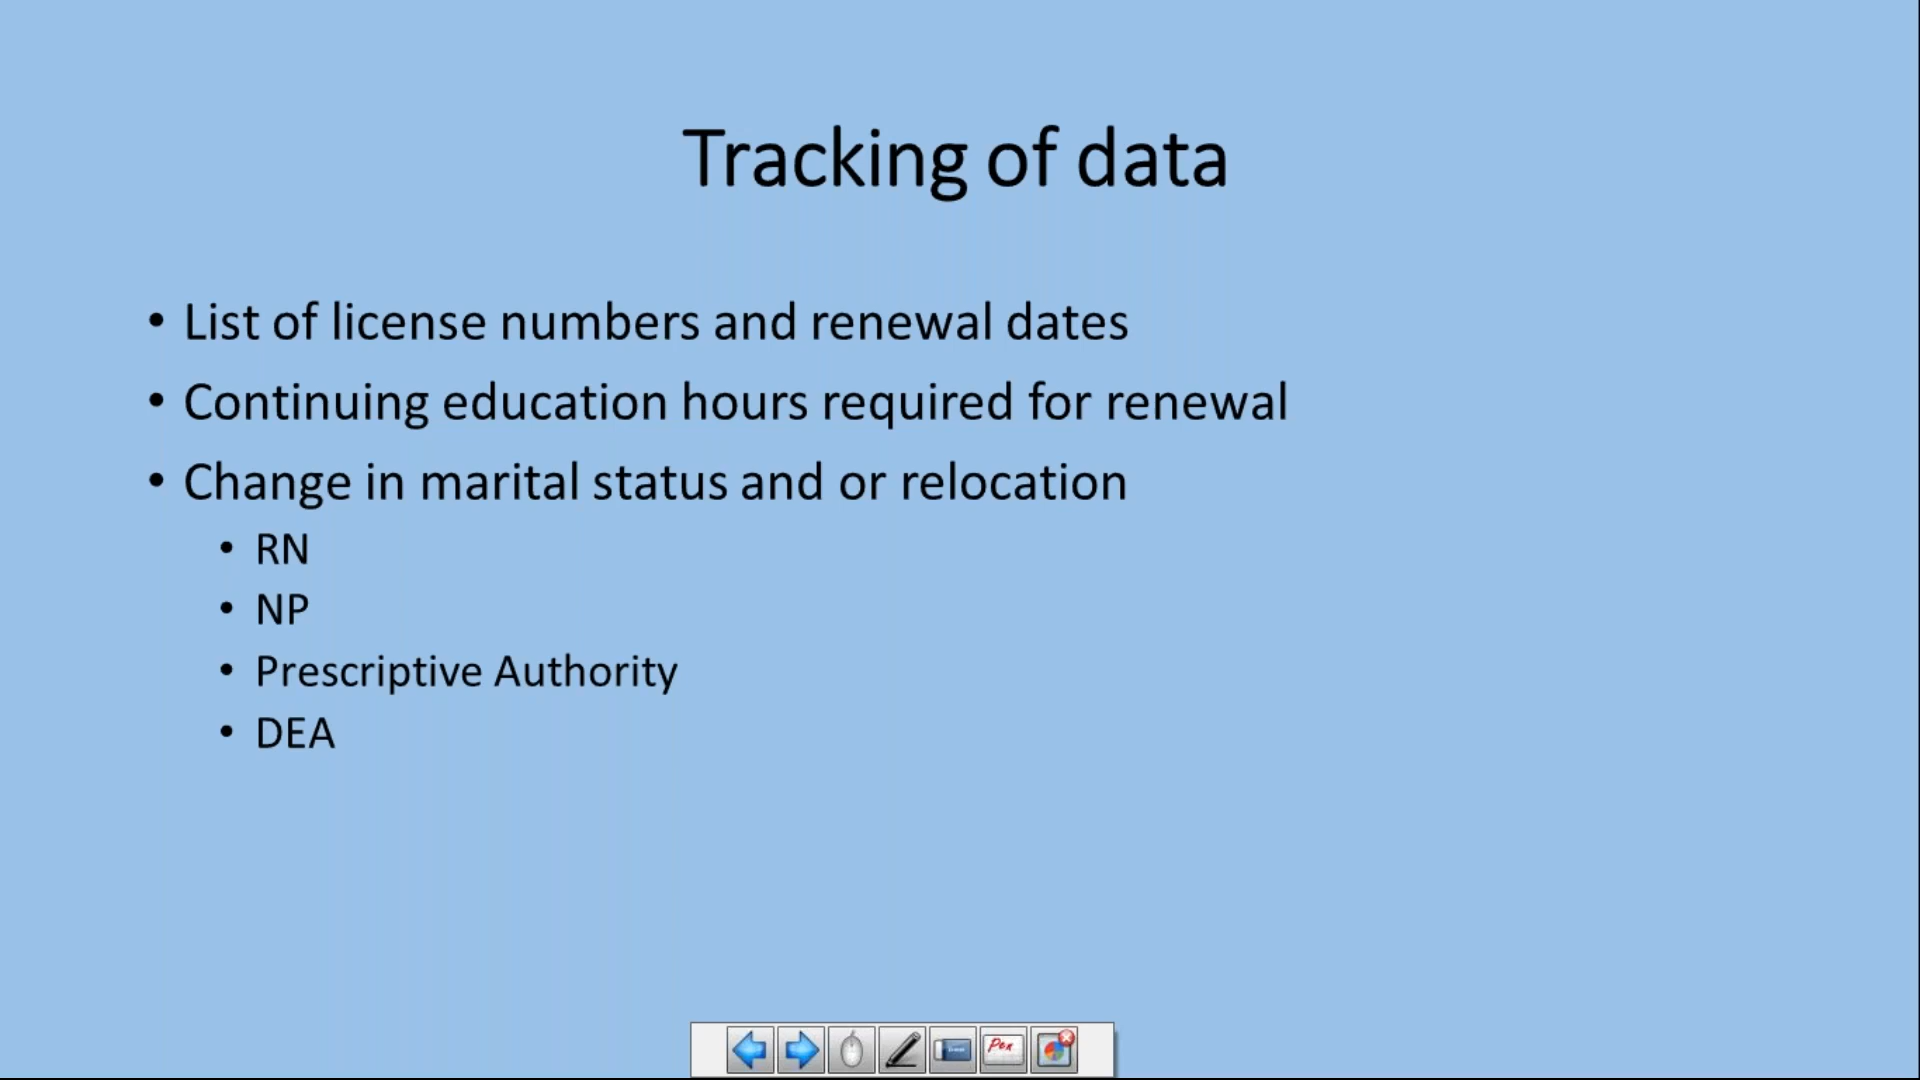 Tracking of data
• List of license numbers and renewal dates
• Continuing education hours required for renewal
• Change in marital status and or relocation
• RN
• NP
• Prescriptive Authority
• DEA
Pen